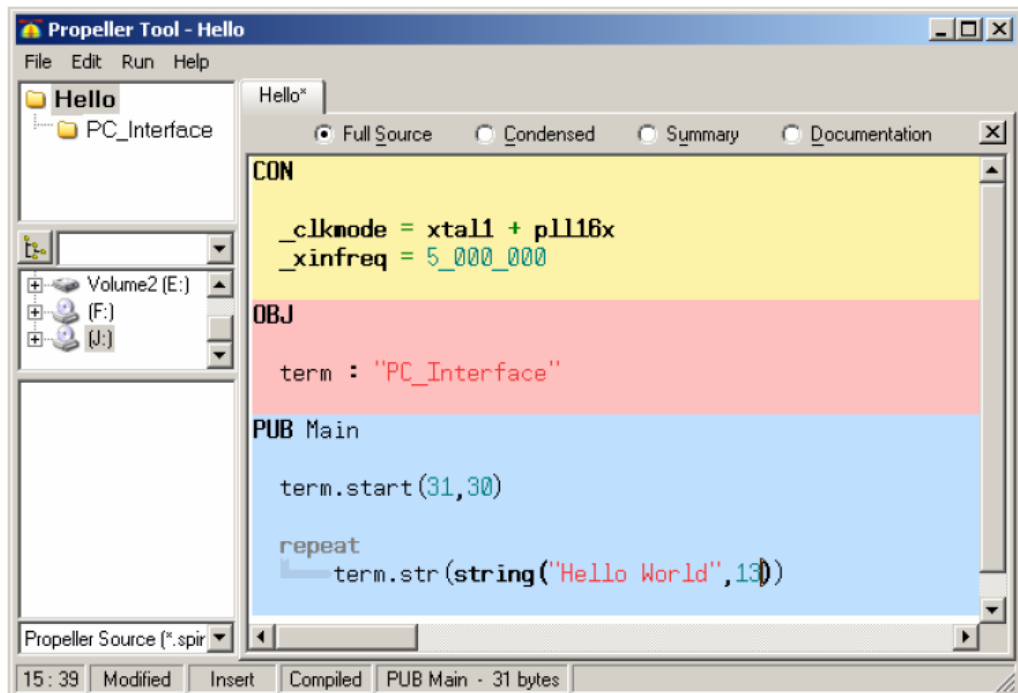 Propeller Tool - Hello
File Edit Run Help
Hello
PC_Interface
Volume2 (E:)
(F:)
(J:)
Propeller Source (*.spir
Hello*
Full Source Condensed Summary Documentation
CON
_clkmode = xtal1 + pll16x
_xinfreq = 5_000_000
OBJ
term : "PC_Interface"
PUB Main
term.start(31,30)
repeat
term.str(string("Hello World",13))
15 : 39 Modified Insert Compiled PUB Main - 31 bytes